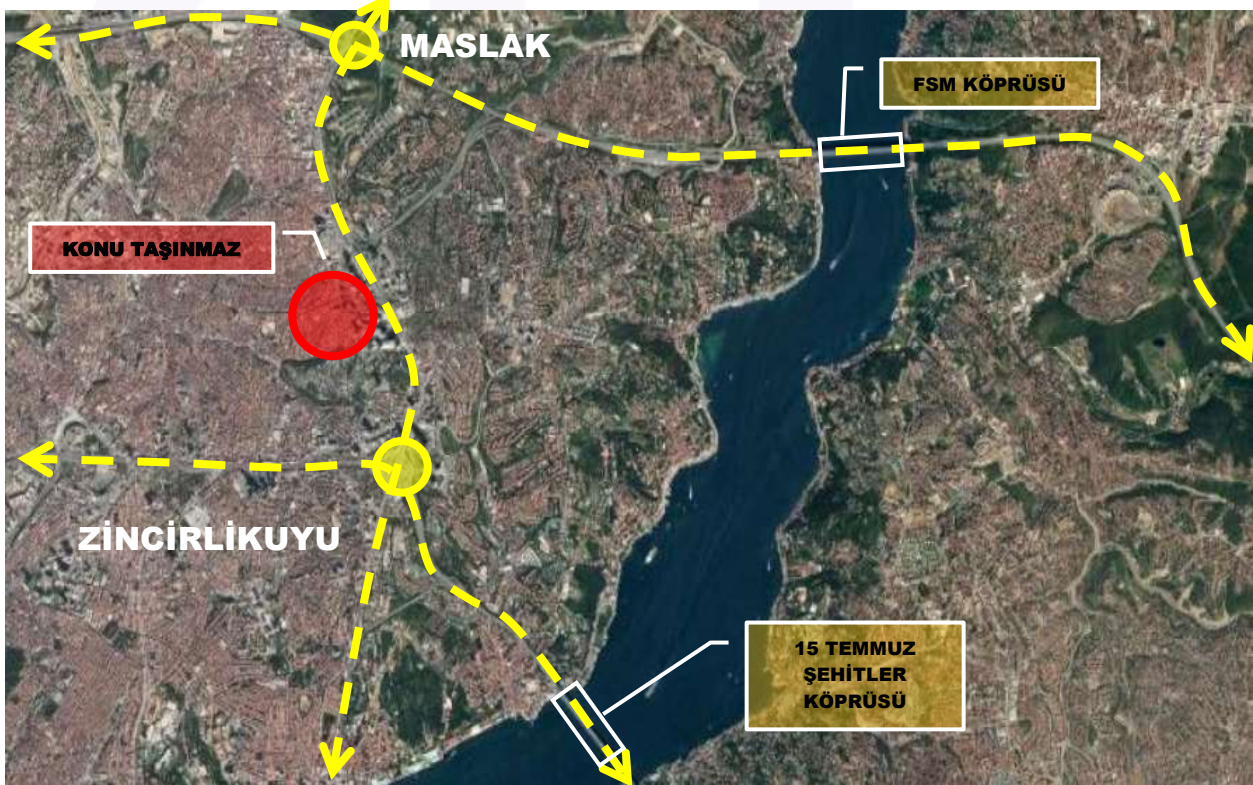 MASLAK
FSM KÖPRÜSÜ
KONU TAŞINMAZ
ZİNCİRLİKUYU
15 TEMMUZ
ŞEHİTLER
KÖPRÜSÜ